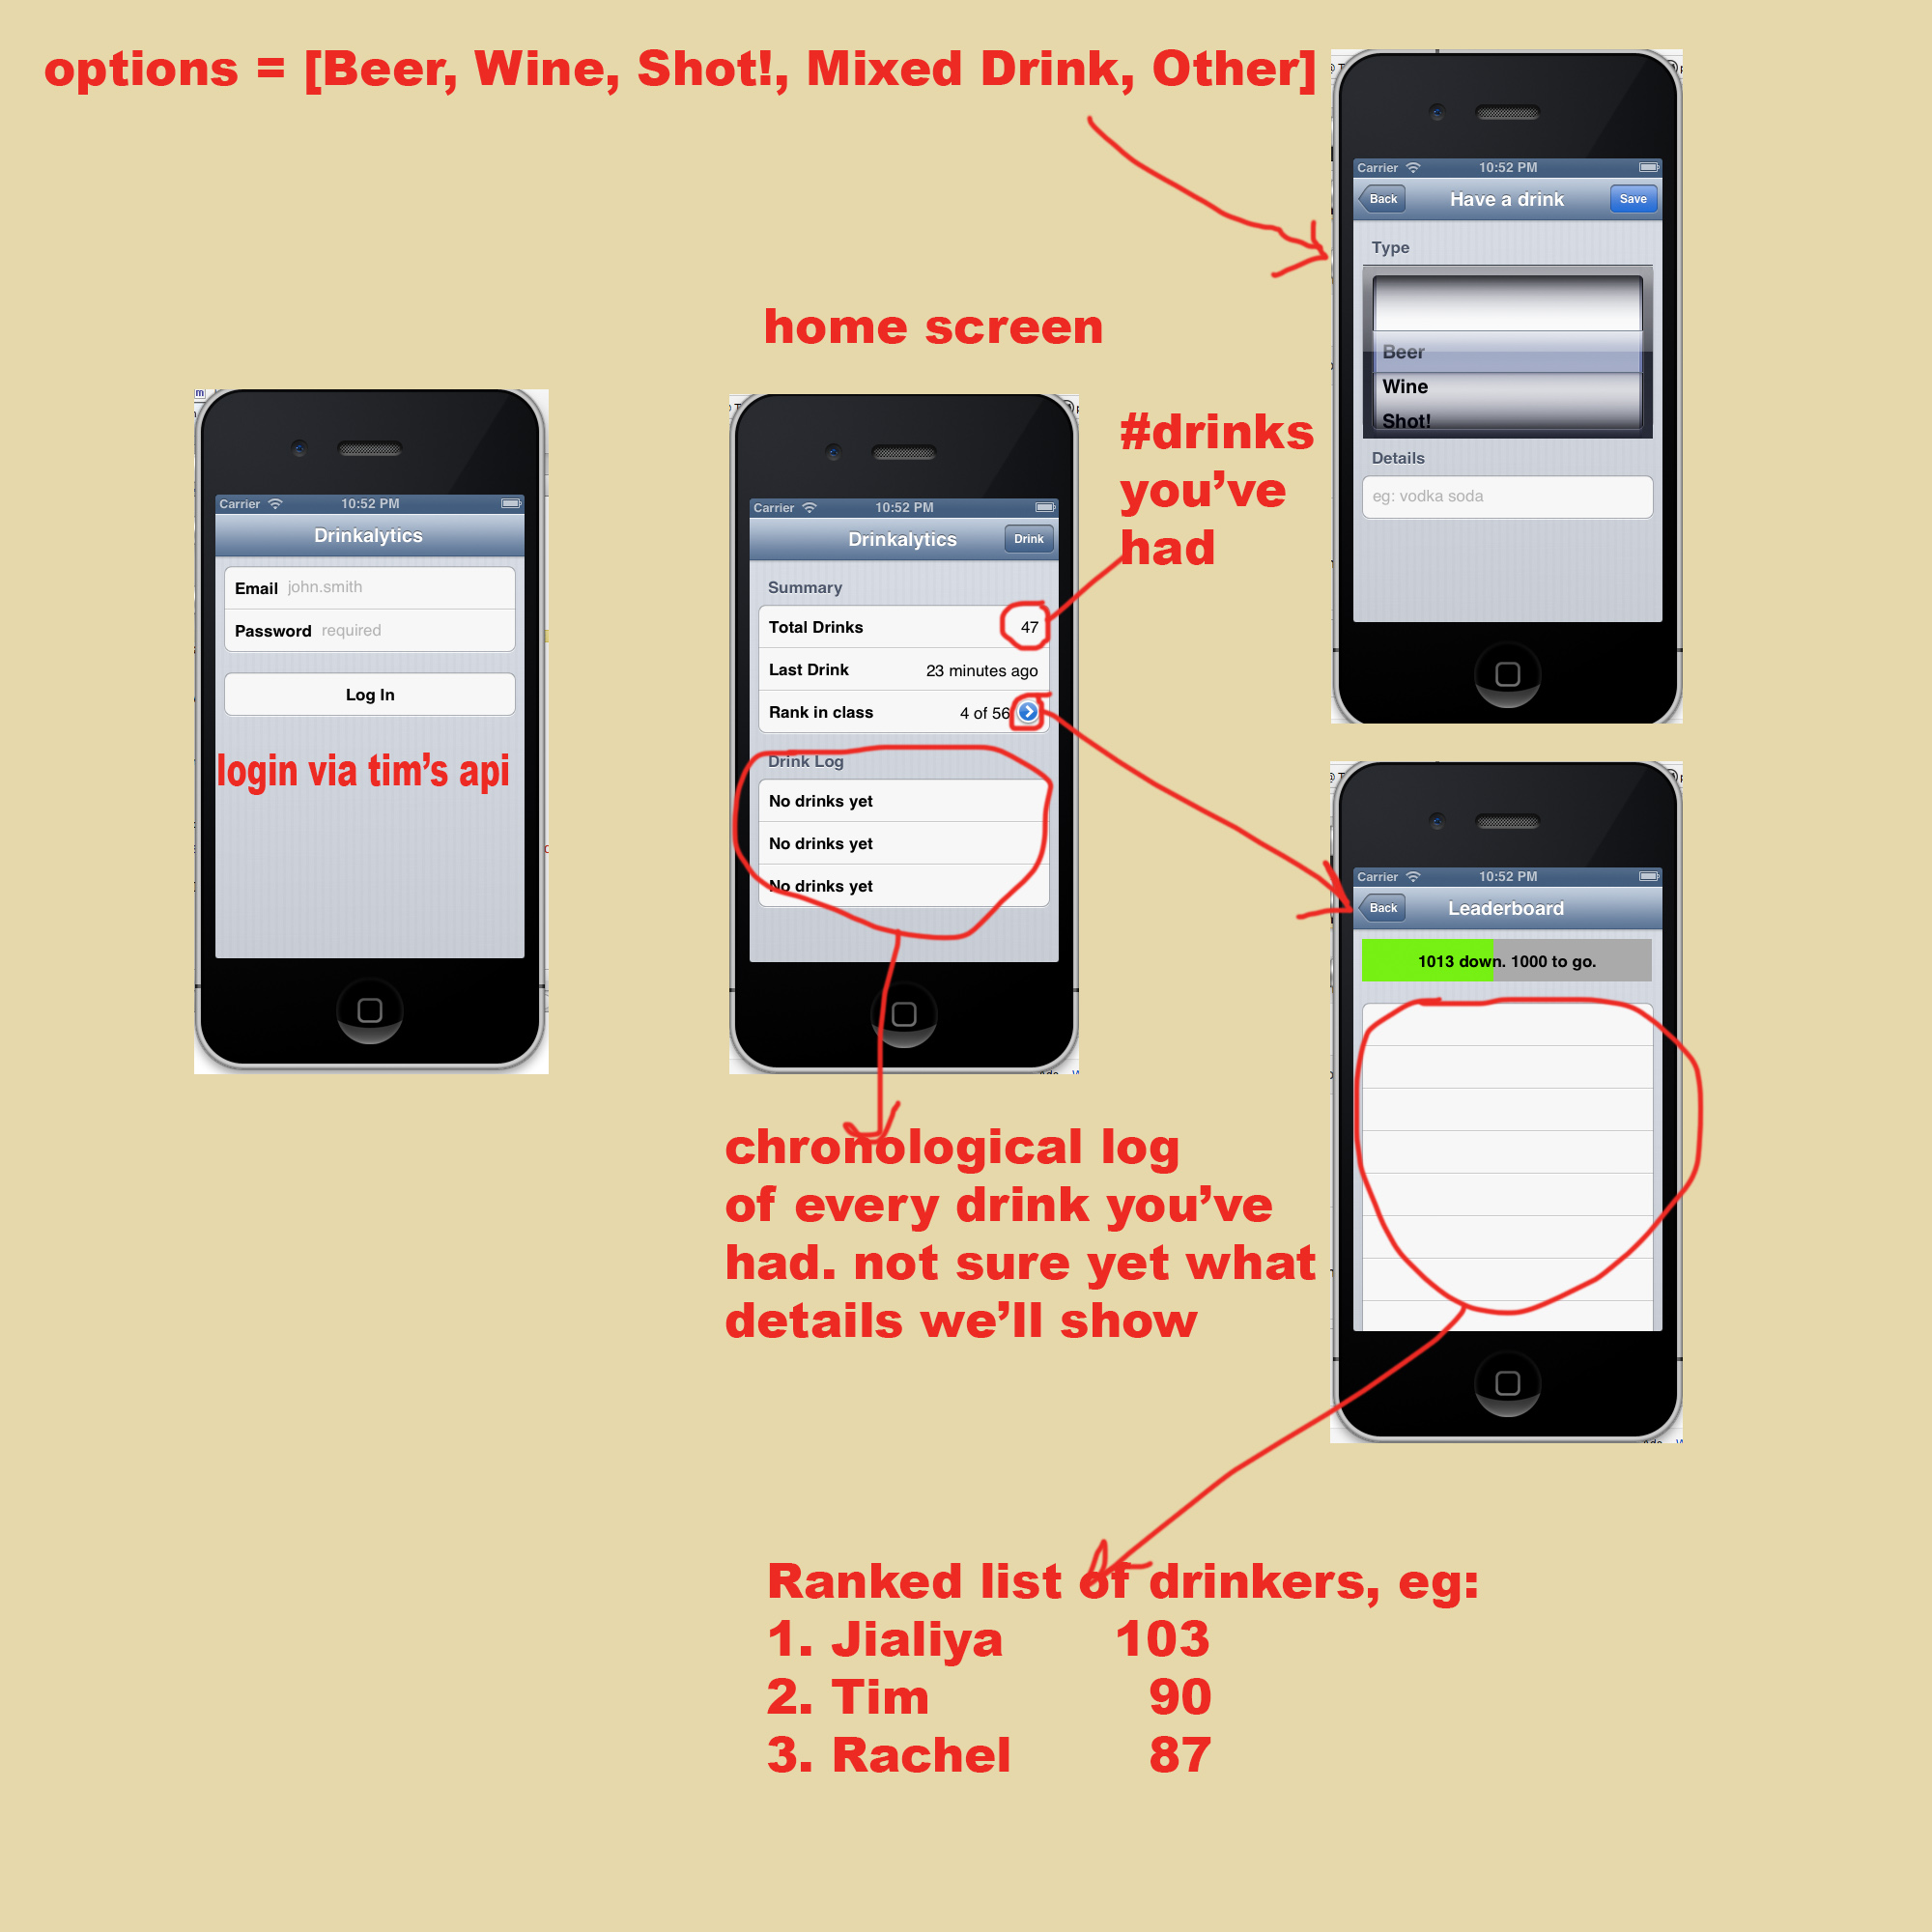 options = [Beer, Wine, Shot!, Mixed Drink, Other]
Carrier 10:52 PM
Back Have a drink Save
Type
Beer
Wine
Shot!
Details
eg: vodka soda
home screen
#drinks
you've
had
Carrier 10:52 PM
Drinkalytics
Email john.smith
Password required
Log In
login via tim's api
Carrier 10:52 PM
Drinkalytics Drink
Summary
Total Drinks 47
Last Drink 23 minutes ago
Rank in class 4 of 56
Drink Log
No drinks yet
No drinks yet
No drinks yet
Carrier 10:52 PM
Back Leaderboard
1013 down. 1000 to go.
chronological log
of every drink you've
had. not sure yet what
details we'll show
Ranked list of drinkers, eg:
1. Jialiya 103
2. Tim 90
3. Rachel 87